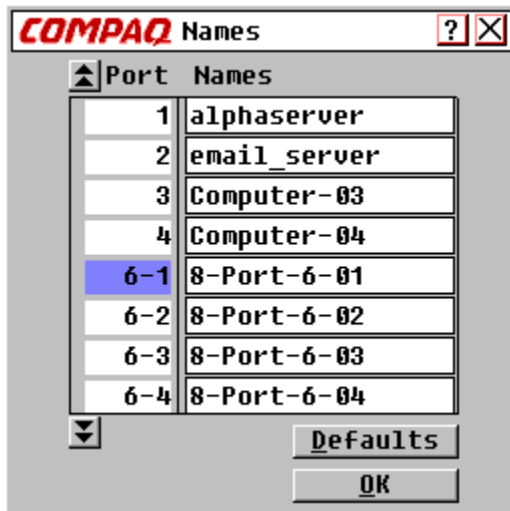 COMPAQ Names ? X
Port Names
1 alphaserver
2 email_server
3 Computer-03
4 Computer-04
6-1 8-Port-6-01
6-2 8-Port-6-02
6-3 8-Port-6-03
6-4 8-Port-6-04
Defaults
OK